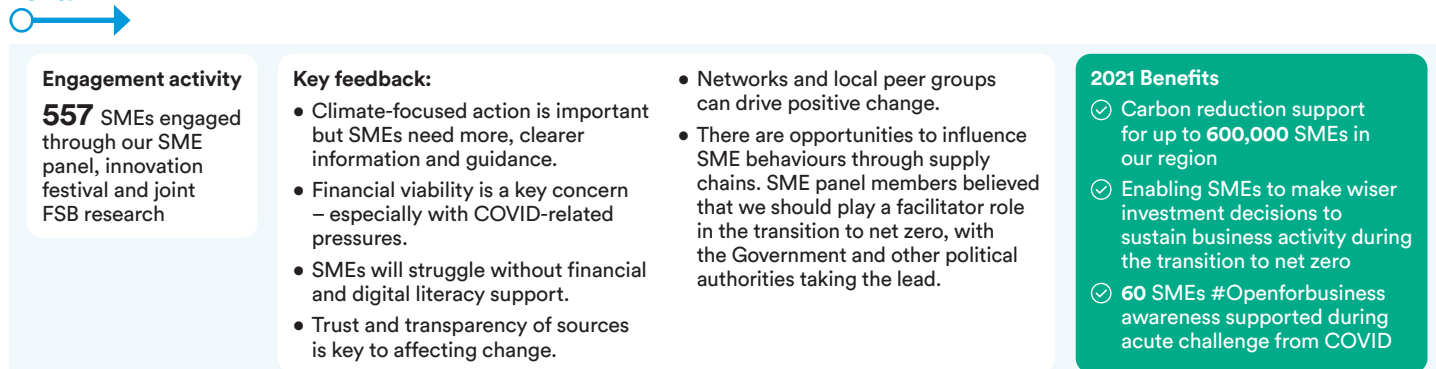 Engagement activity
557 SMEs engaged
through our SME
panel, innovation
festival and joint
FSB research
Key feedback:
• Climate-focused action is important
but SMEs need more, clearer
information and guidance.
• Financial viability is a key concern
– especially with COVID-related
pressures.
• SMEs will struggle without financial
and digital literacy support.
• Trust and transparency of sources
is key to affecting change.
• Networks and local peer groups
can drive positive change.
• There are opportunities to influence
SME behaviours through supply
chains. SME panel members believed
that we should play a facilitator role
in the transition to net zero, with
the Government and other political
authorities taking the lead.
2021 Benefits
Carbon reduction support
for up to 600,000 SMEs in
our region
Enabling SMEs to make wiser
investment decisions to
sustain business activity during
the transition to net zero
60 SMEs #Openforbusiness
awareness supported during
acute challenge from COVID